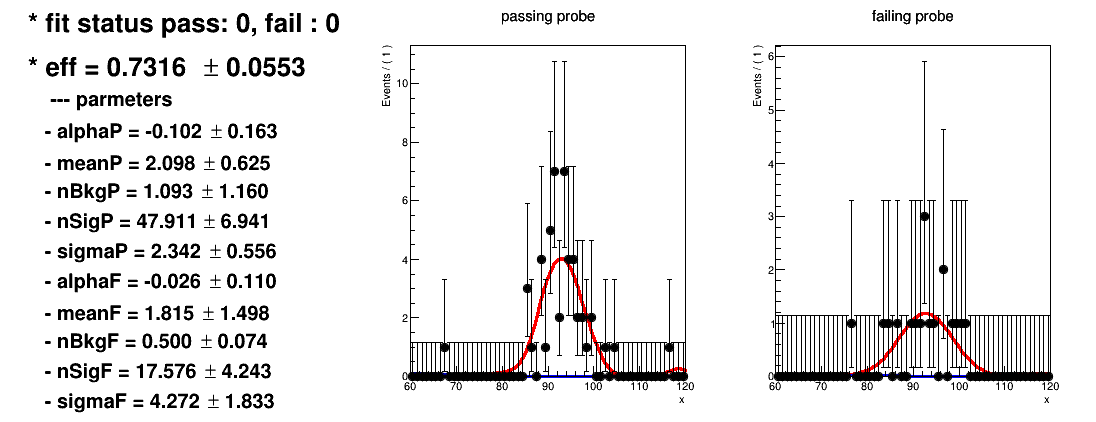 * fit status pass: 0, fail : 0
* eff = 0.7316 ± 0.0553
--- parmeters
- alphaP = -0.102 ± 0.163
- meanP = 2.098 ± 0.625
- nBkgP = 1.093 ± 1.160
- nSigP = 47.911 ± 6.941
- sigmaP = 2.342 ± 0.556
- alphaF = -0.026 ± 0.110
- meanF = 1.815 ± 1.498
- nBkgF = 0.500 ± 0.074
- nSigF = 17.576 ± 4.243
- sigmaF = 4.272 ± 1.833
passing probe
Events / ( 1 )
10
8
6
4
2
0
60 70 80 90 100 110 120
x
failing probe
Events / ( 1 )
6
5
4
3
2
1
0
60 70 80 90 100 110 120
x